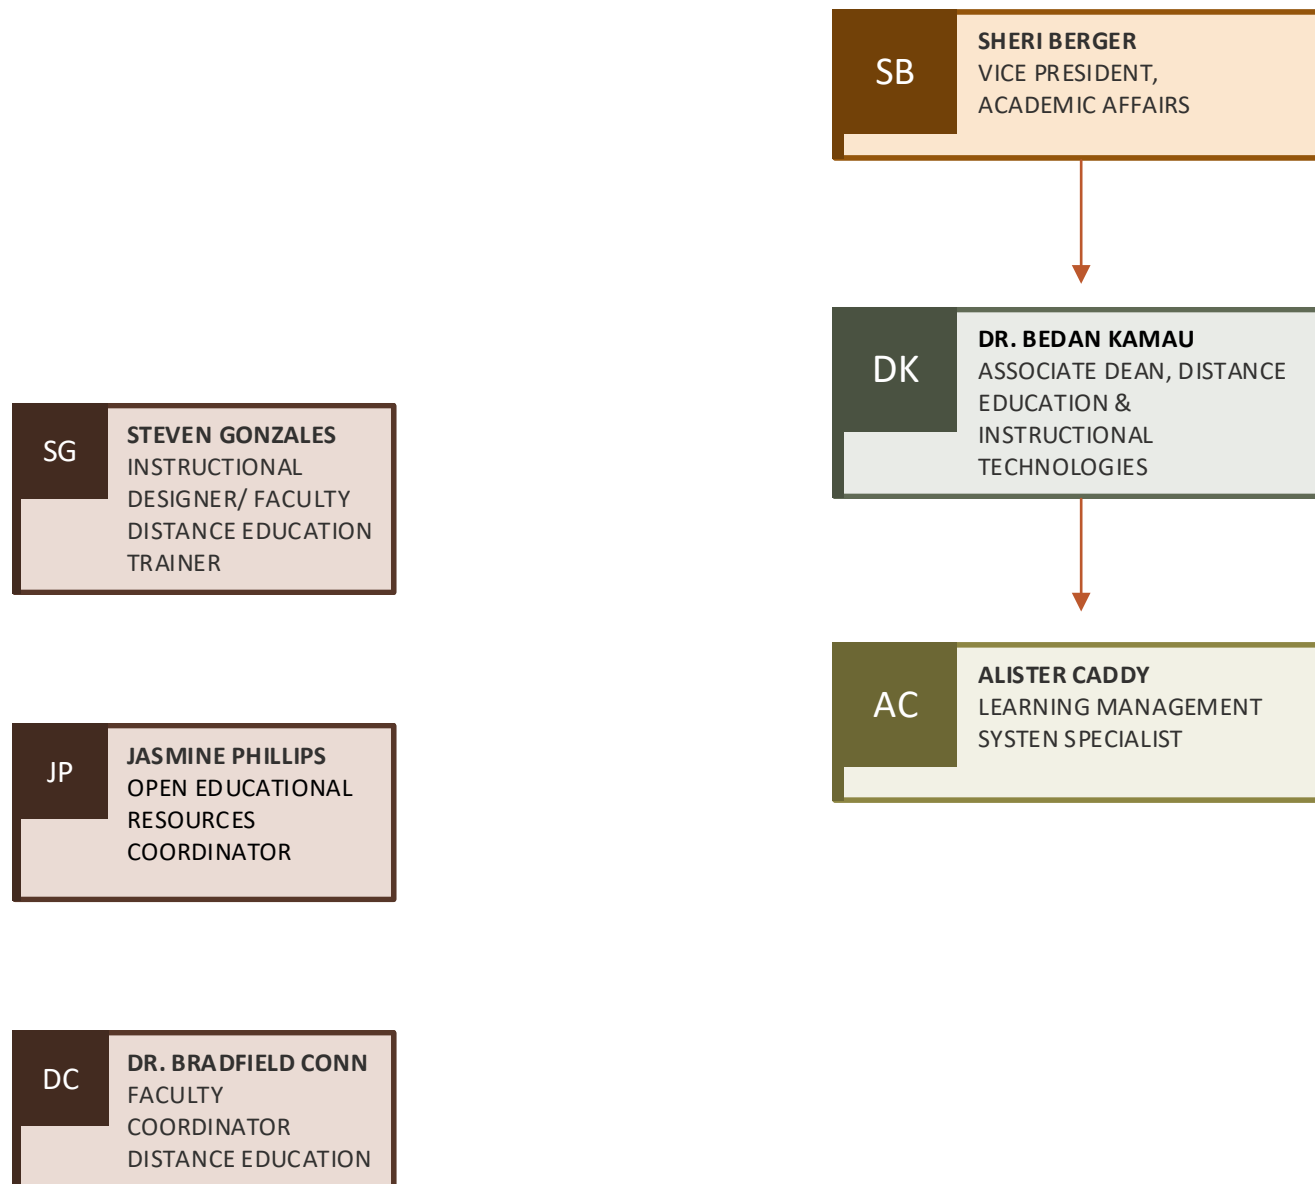 SB
SHERI BERGER
VICE PRESIDENT,
ACADEMIC AFFAIRS
DK
DR. BEDAN KAMAU
ASSOCIATE DEAN, DISTANCE
EDUCATION &
INSTRUCTIONAL
TECHNOLOGIES
AC
ALISTER CADDY
LEARNING MANAGEMENT
SYSTEN SPECIALIST
SG
STEVEN GONZALES
INSTRUCTIONAL
DESIGNER/ FACULTY
DISTANCE EDUCATION
TRAINER
JP
JASMINE PHILLIPS
OPEN EDUCATIONAL
RESOURCES
COORDINATOR
DC
DR. BRADFIELD CONN
FACULTY
COORDINATOR
DISTANCE EDUCATION